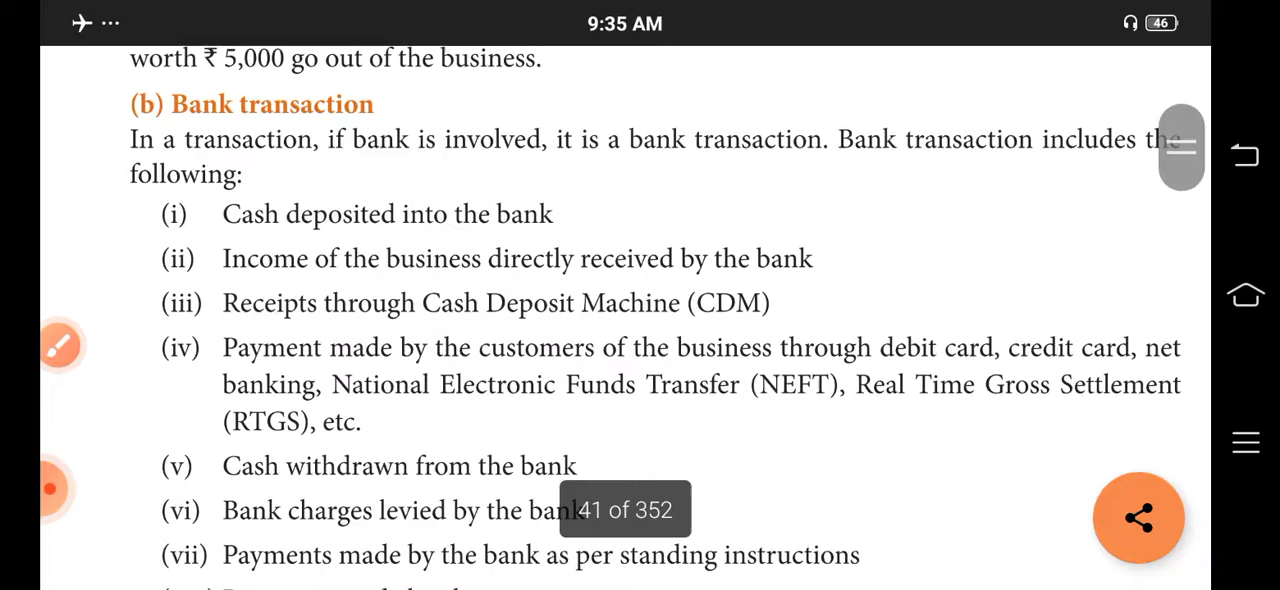 9:35 AM
46
worth ₹ 5,000 go out of the business.
(b) Bank transaction
In a transaction, if bank is involved, it is a bank transaction. Bank transaction includes the
following:
(i) Cash deposited into the bank
(ii) Income of the business directly received by the bank
(iii) Receipts through Cash Deposit Machine (CDM)
(iv) Payment made by the customers of the business through debit card, credit card, net
banking, National Electronic Funds Transfer (NEFT), Real Time Gross Settlement
(RTGS), etc.
(v) Cash withdrawn from the bank
(vi) Bank charges levied by the bank
41 of 352
(vii) Payments made by the bank as per standing instructions